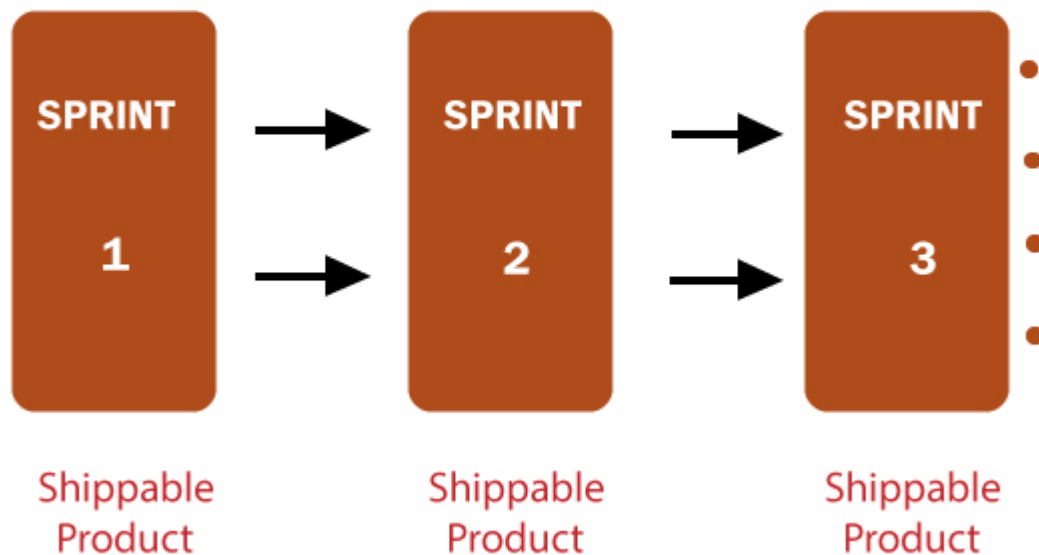 SPRINT
1
Shippable
Product
SPRINT
2
Shippable
Product
SPRINT
3
Shippable
Product